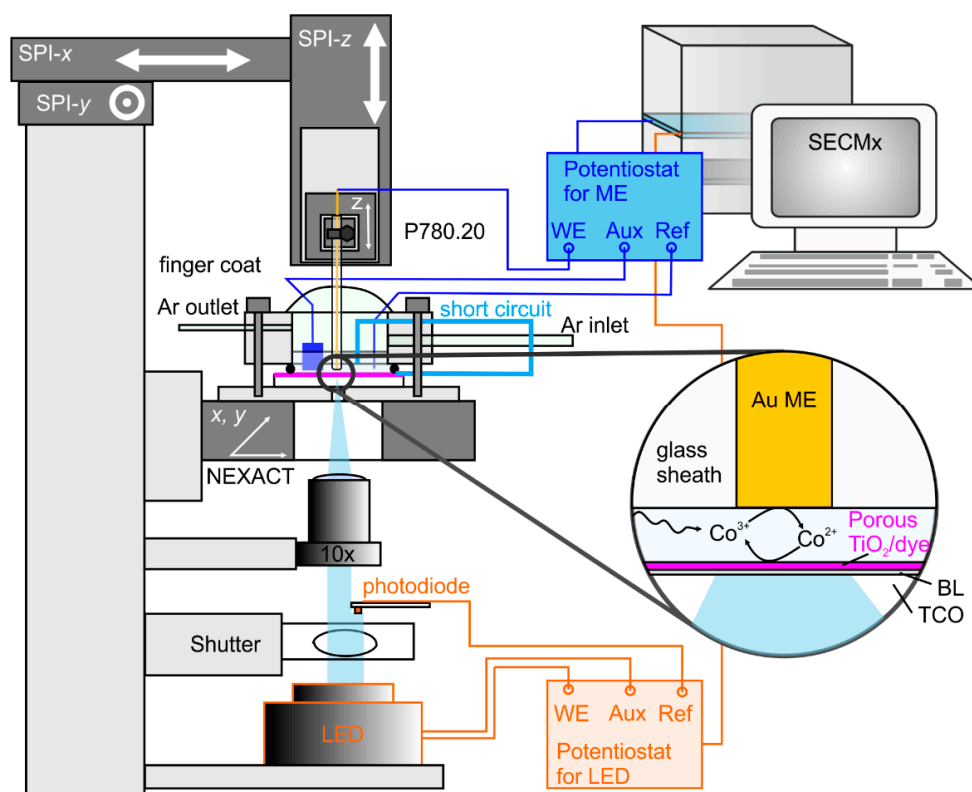 SPI-x
SPI-z
SPI-y
SECMx
Potentiostat
for ME
WE Aux Ref
z
P780.20
finger coat
Ar outlet
short circuit
Ar inlet
x, y
NEXACT
Au ME
glass
sheath
Co³⁺
Co²⁺
Porous
TiO₂/dye
BL
TCO
10x
photodiode
Shutter
LED
WE Aux Ref
Potentiostat
for LED